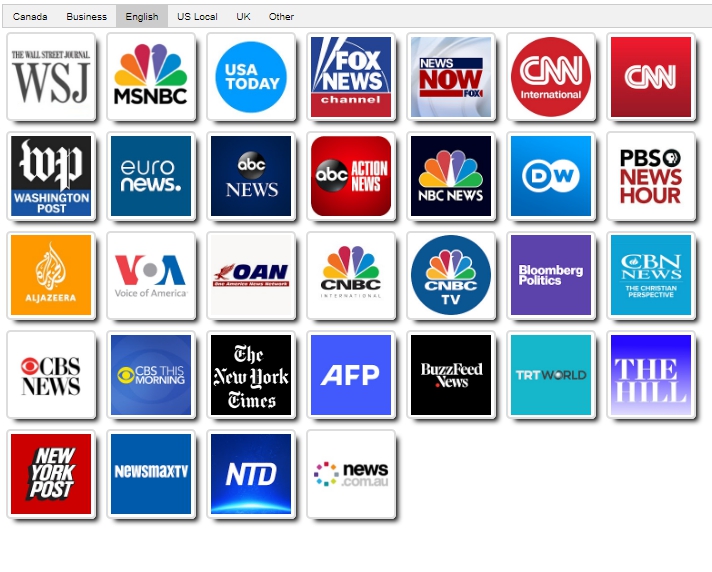 Canada Business English US Local UK Other
THE WALL STREET JOURNAL
WSJ
MSNBC
USA
TODAY
FOX
NEWS
channel
NEWS
NOW
FOX
CNN
International
CNN
wp
WASHINGTON
POST
euro
news.
abc
NEWS
abc ACTION
NEWS
NBC NEWS
DW
PBS
NEWS
HOUR
ALJAZEERA
VOA
Voice of America
OAN
One America News Network
CNBC
INTERNATIONAL
CNBC
TV
Bloomberg
Politics
CBN
NEWS
THE CHRISTIAN
PERSPECTIVE
CBS
NEWS
CBS THIS
MORNING
The
New York
Times
AFP
BuzzFeed
News
TRT WORLD
THE
HILL
NEW
YORK
POST
NewsmaxTV
NTD
news
.com.au